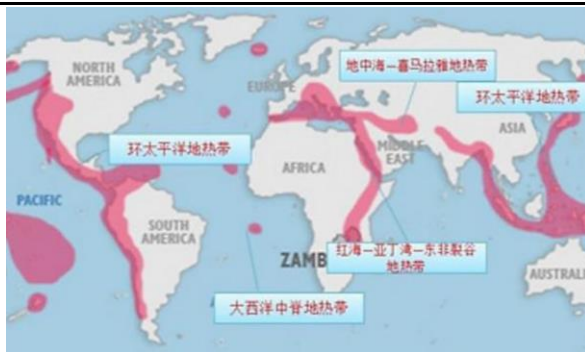 NORTH
AMERICA
EUROPE
地中海—喜马拉雅地热带
环太平洋地热带
ASIA
MIDDLE
EAST
环太平洋地热带
AFRICA
PACIFIC
SOUTH
AMERICA
ZAMB
红海—亚丁湾—东非裂谷
地热带
AUSTRAL
大西洋中脊地热带